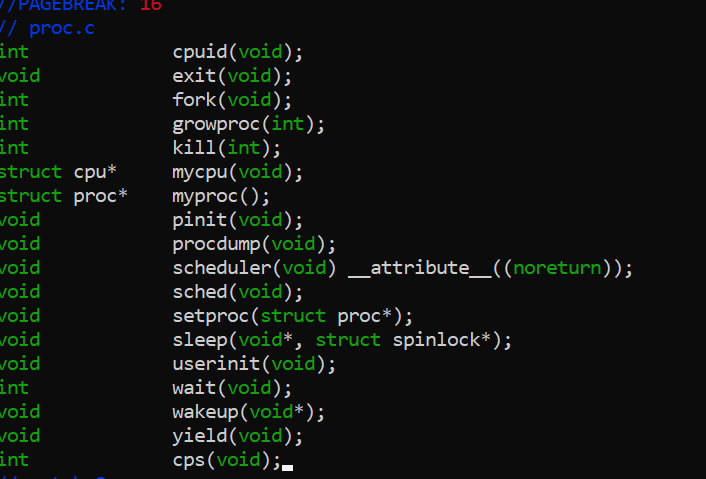 //PAGEBREAK: 16
// proc.c
int cpuid(void);
void exit(void);
int fork(void);
int growproc(int);
int kill(int);
struct cpu* mycpu(void);
struct proc* myproc();
void pinit(void);
void procdump(void);
void scheduler(void) __attribute__((noreturn));
void sched(void);
void setproc(struct proc*);
void sleep(void*, struct spinlock*);
void userinit(void);
int wait(void);
void wakeup(void*);
void yield(void);
int cps(void);